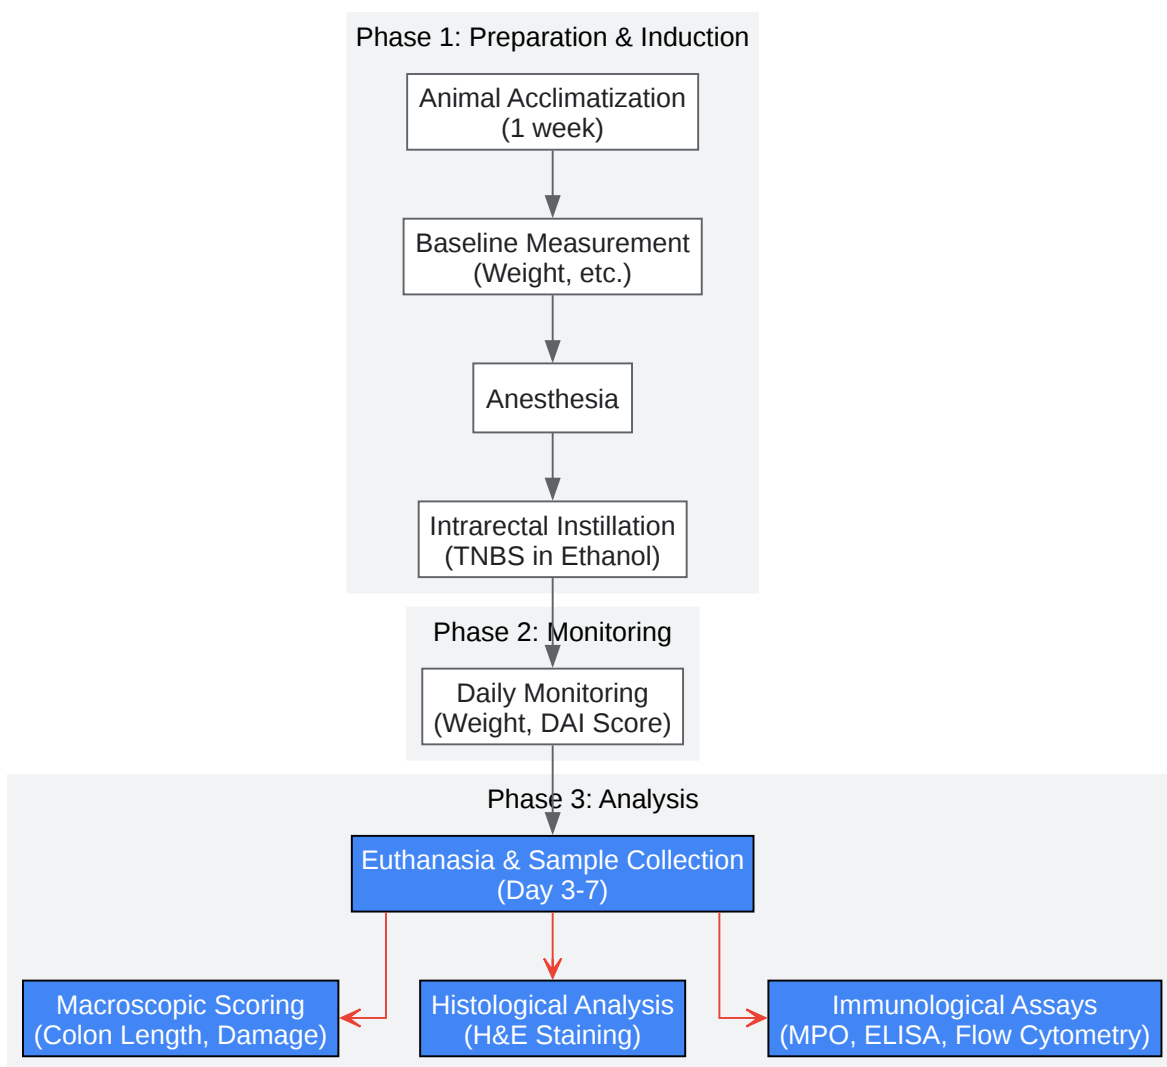 Phase 1: Preparation & Induction
Animal Acclimatization
(1 week)
Baseline Measurement
(Weight, etc.)
Anesthesia
Intrarectal Instillation
(TNBS in Ethanol)
Phase 2: Monitoring
Daily Monitoring
(Weight, DAI Score)
Phase 3: Analysis
Euthanasia & Sample Collection
(Day 3-7)
Macroscopic Scoring
(Colon Length, Damage)
Histological Analysis
(H&E Staining)
Immunological Assays
(MPO, ELISA, Flow Cytometry)